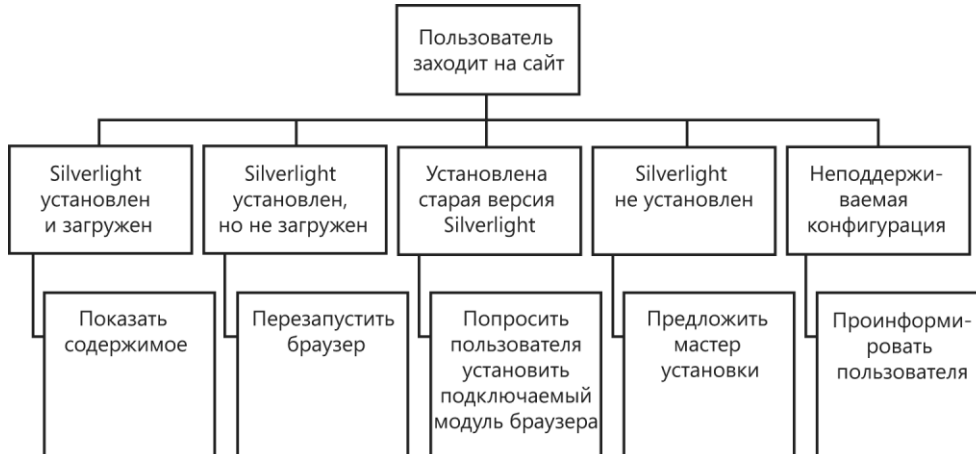 Пользователь
заходит на сайт
Silverlight
установлен
и загружен
Silverlight
установлен,
но не загружен
Установлена
старая версия
Silverlight
Silverlight
не установлен
Неподдержи-
ваемая
конфигурация
Показать
содержимое
Перезапустить
браузер
Попросить
пользователя
установить
подключаемый
модуль браузера
Предложить
мастер
установки
Проинформи-
ровать
пользователя